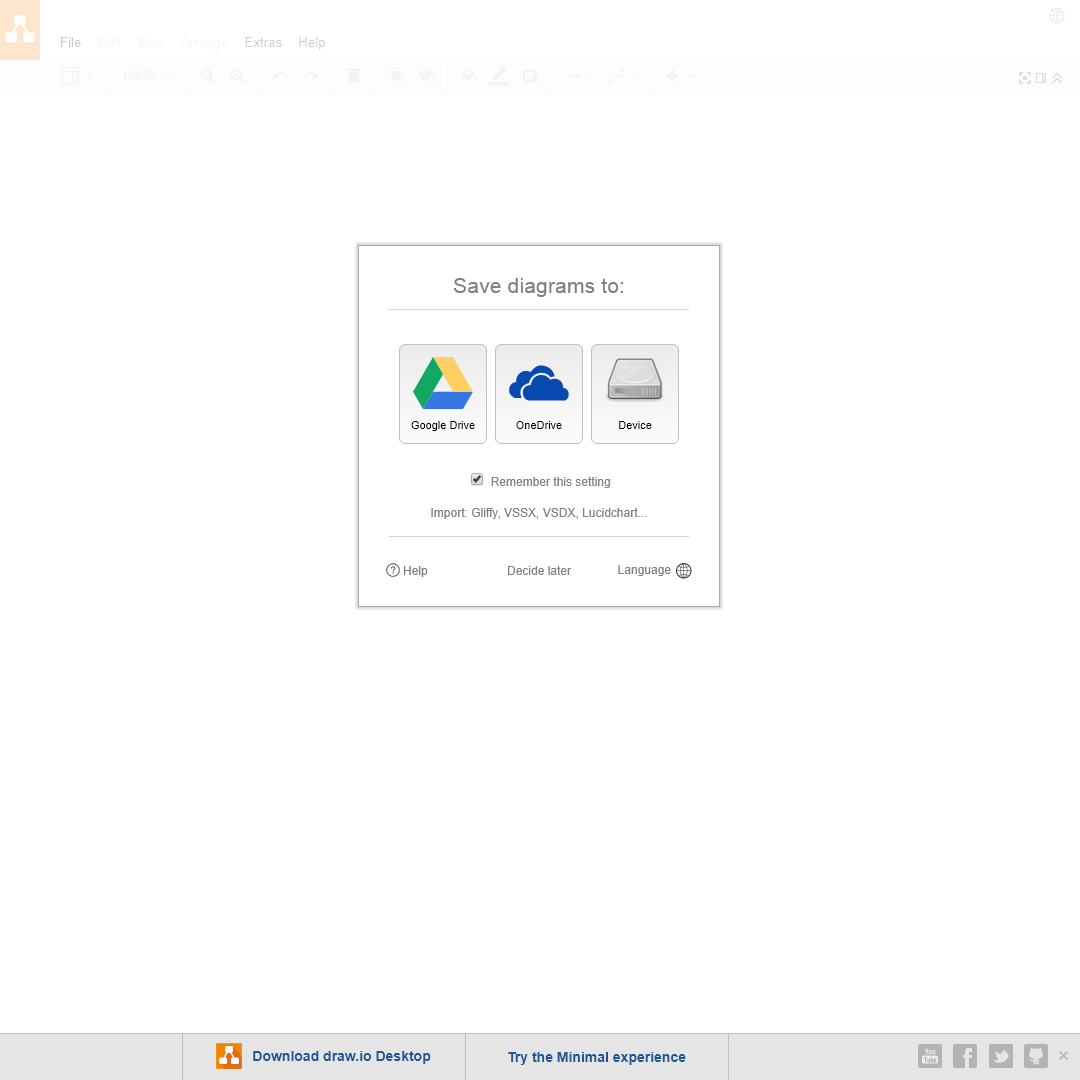 File Edit View Arrange Extras Help
100%
Save diagrams to:
Google Drive OneDrive Device
Remember this setting
Import: Gliffy, VSSX, VSDX, Lucidchart...
Help Decide later Language
Download draw.io Desktop Try the Minimal experience You Tube